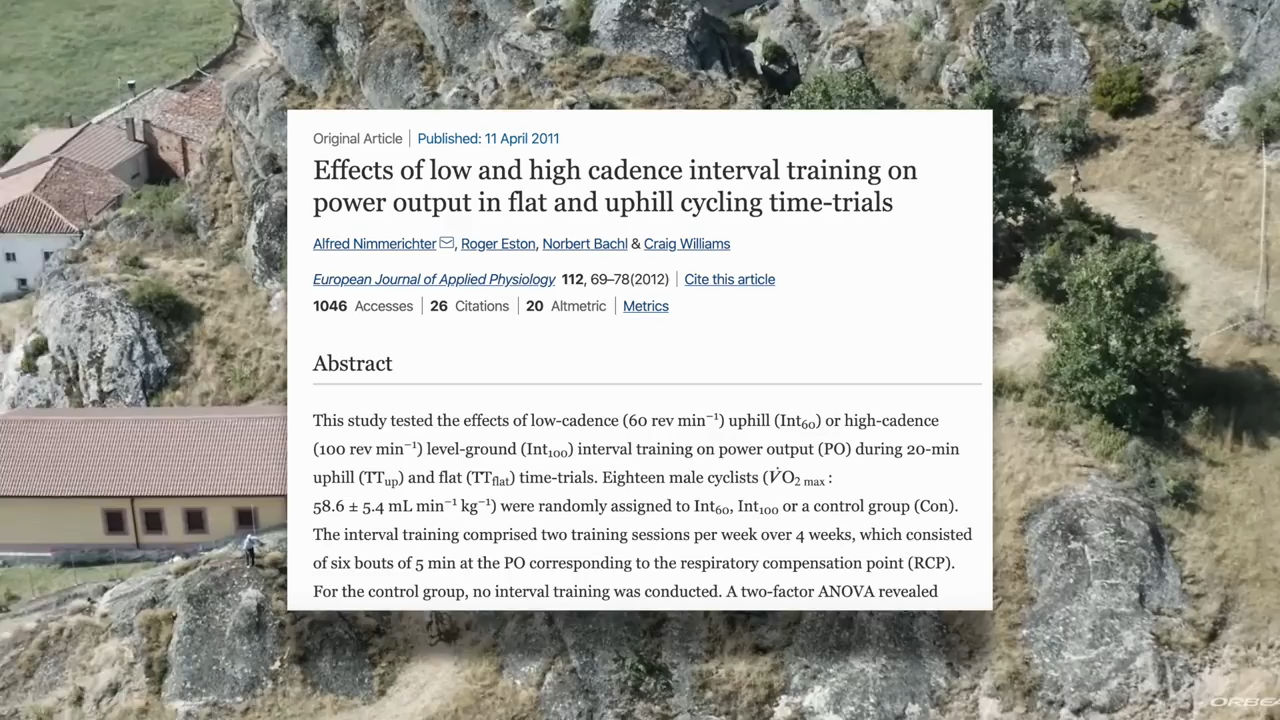 Original Article | Published: 11 April 2011
Effects of low and high cadence interval training on
power output in flat and uphill cycling time-trials
Alfred Nimmerichter, Roger Eston, Norbert Bachl & Craig Williams
European Journal of Applied Physiology 112, 69–78(2012) | Cite this article
1046 Accesses | 26 Citations | 20 Altmetric | Metrics
Abstract
This study tested the effects of low-cadence (60 rev min⁻¹) uphill (Int₆₀) or high-cadence
(100 rev min⁻¹) level-ground (Int₁₀₀) interval training on power output (PO) during 20-min
uphill (TTup) and flat (TTflat) time-trials. Eighteen male cyclists (V̇O₂ max:
58.6 ± 5.4 mL min⁻¹ kg⁻¹) were randomly assigned to Int₆₀, Int₁₀₀ or a control group (Con).
The interval training comprised two training sessions per week over 4 weeks, which consisted
of six bouts of 5 min at the PO corresponding to the respiratory compensation point (RCP).
For the control group, no interval training was conducted. A two-factor ANOVA revealed